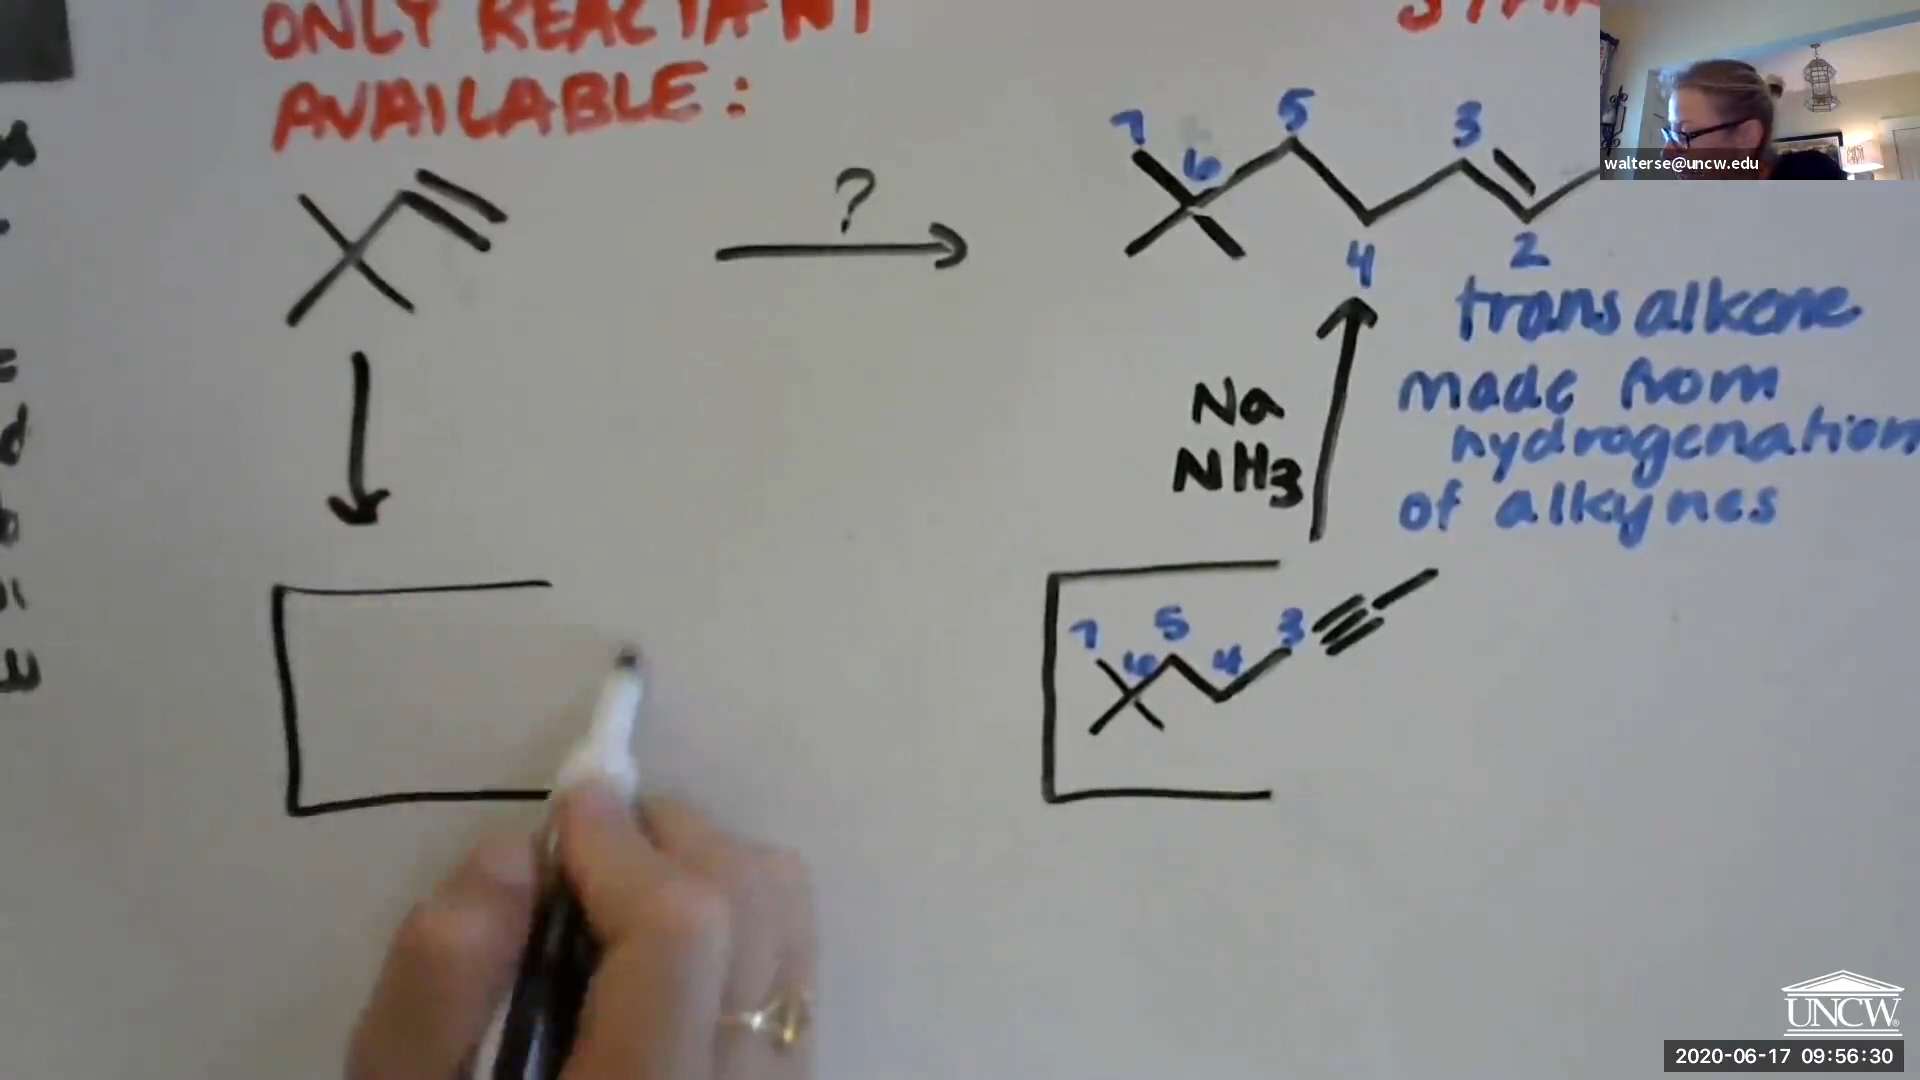 ONLY REACTANT
AVAILABLE:
?
7
6
5
4
3
2
trans alkene
made from
hydrogenation
of alkynes
Na
NH3
7
6
5
4
3
walterse@uncw.edu
UNCW
2020-06-17 09:56:30